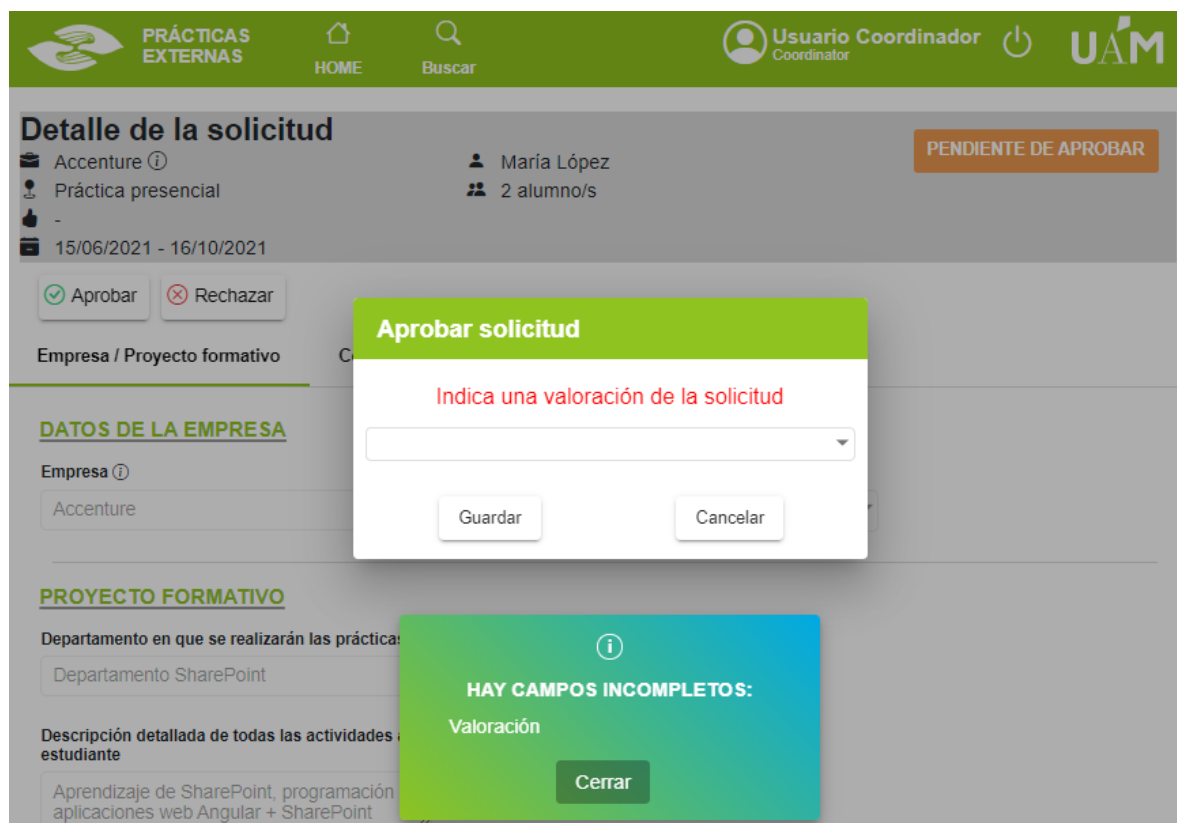 PRÁCTICAS
EXTERNAS
HOME
Buscar
Usuario Coordinador
Coordinator
UAM
Detalle de la solicitud
Accenture
María López
PENDIENTE DE APROBAR
Práctica presencial
2 alumno/s
-
15/06/2021 - 16/10/2021
Aprobar
Rechazar
Aprobar solicitud
Empresa / Proyecto formativo
Indica una valoración de la solicitud
DATOS DE LA EMPRESA
Empresa
Accenture
Guardar
Cancelar
PROYECTO FORMATIVO
Departamento en que se realizarán las prácticas
Departamento SharePoint
HAY CAMPOS INCOMPLETOS:
Valoración
Descripción detallada de todas las actividades
estudiante
Cerrar
Aprendizaje de SharePoint, programación
aplicaciones web Angular + SharePoint